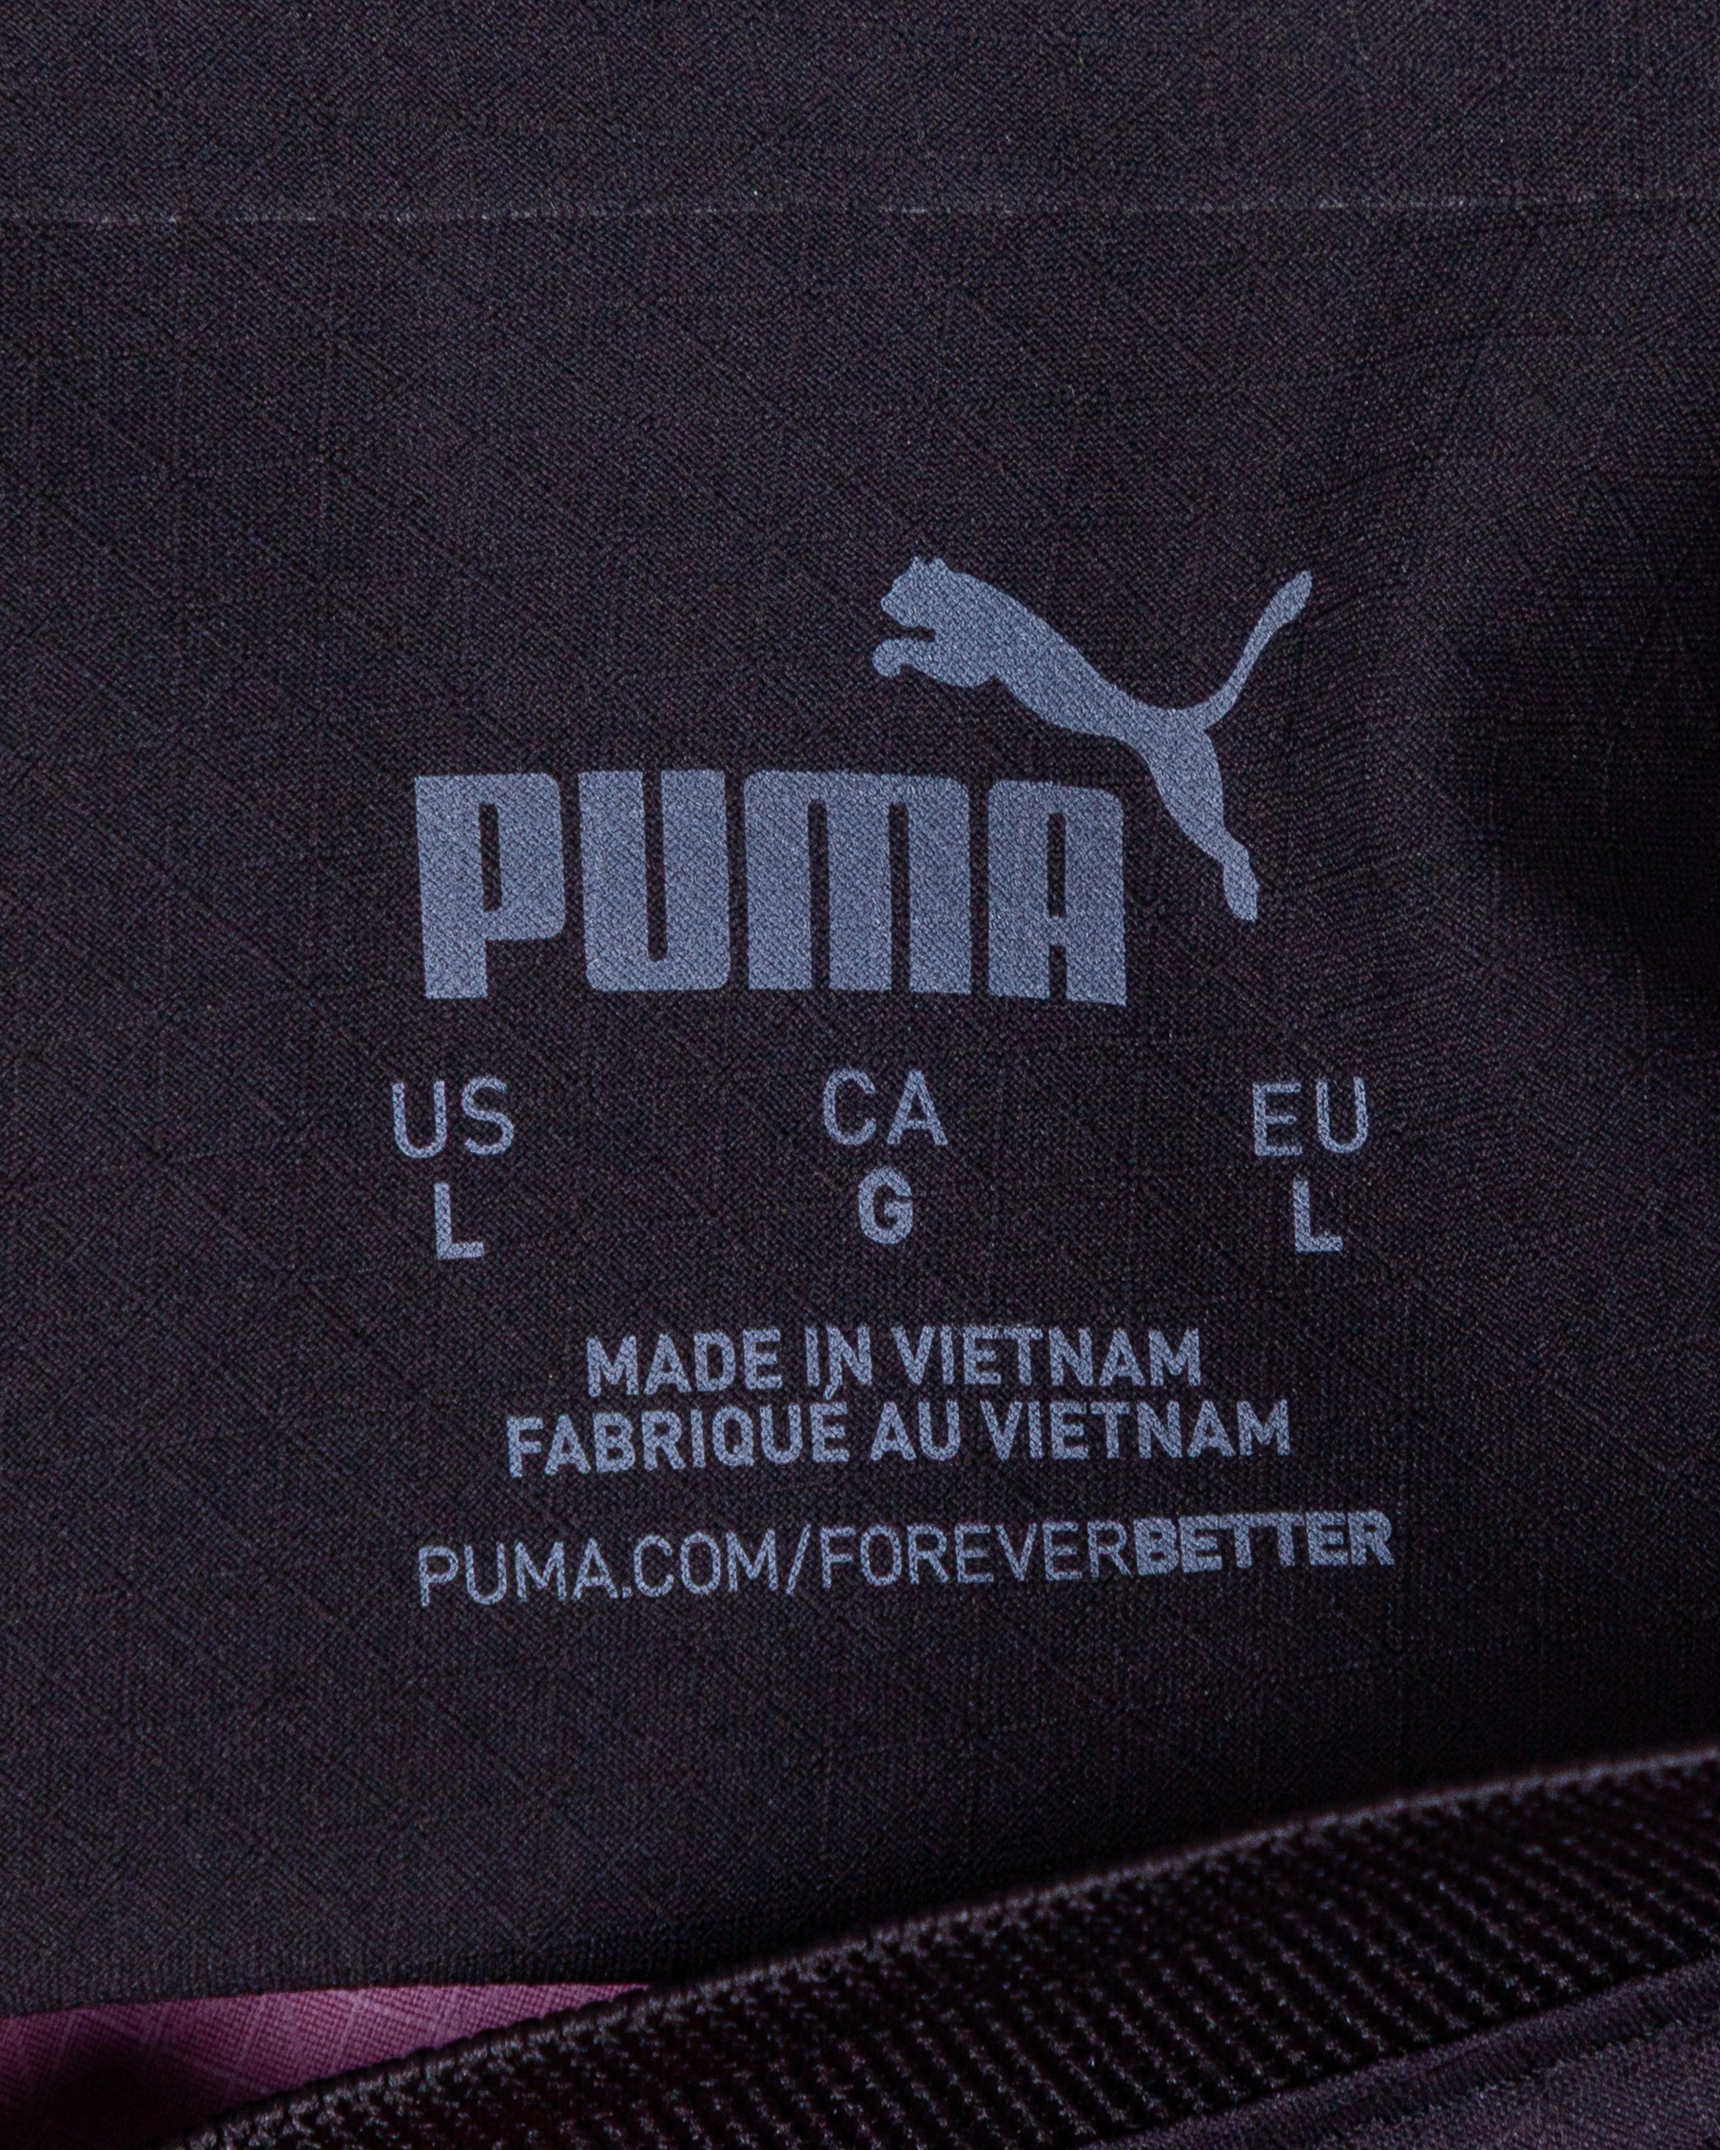 PUMA
US CA EU
L G L
MADE IN VIETNAM
FABRIQUÉ AU VIETNAM
PUMA.COM/FOREVERBETTER